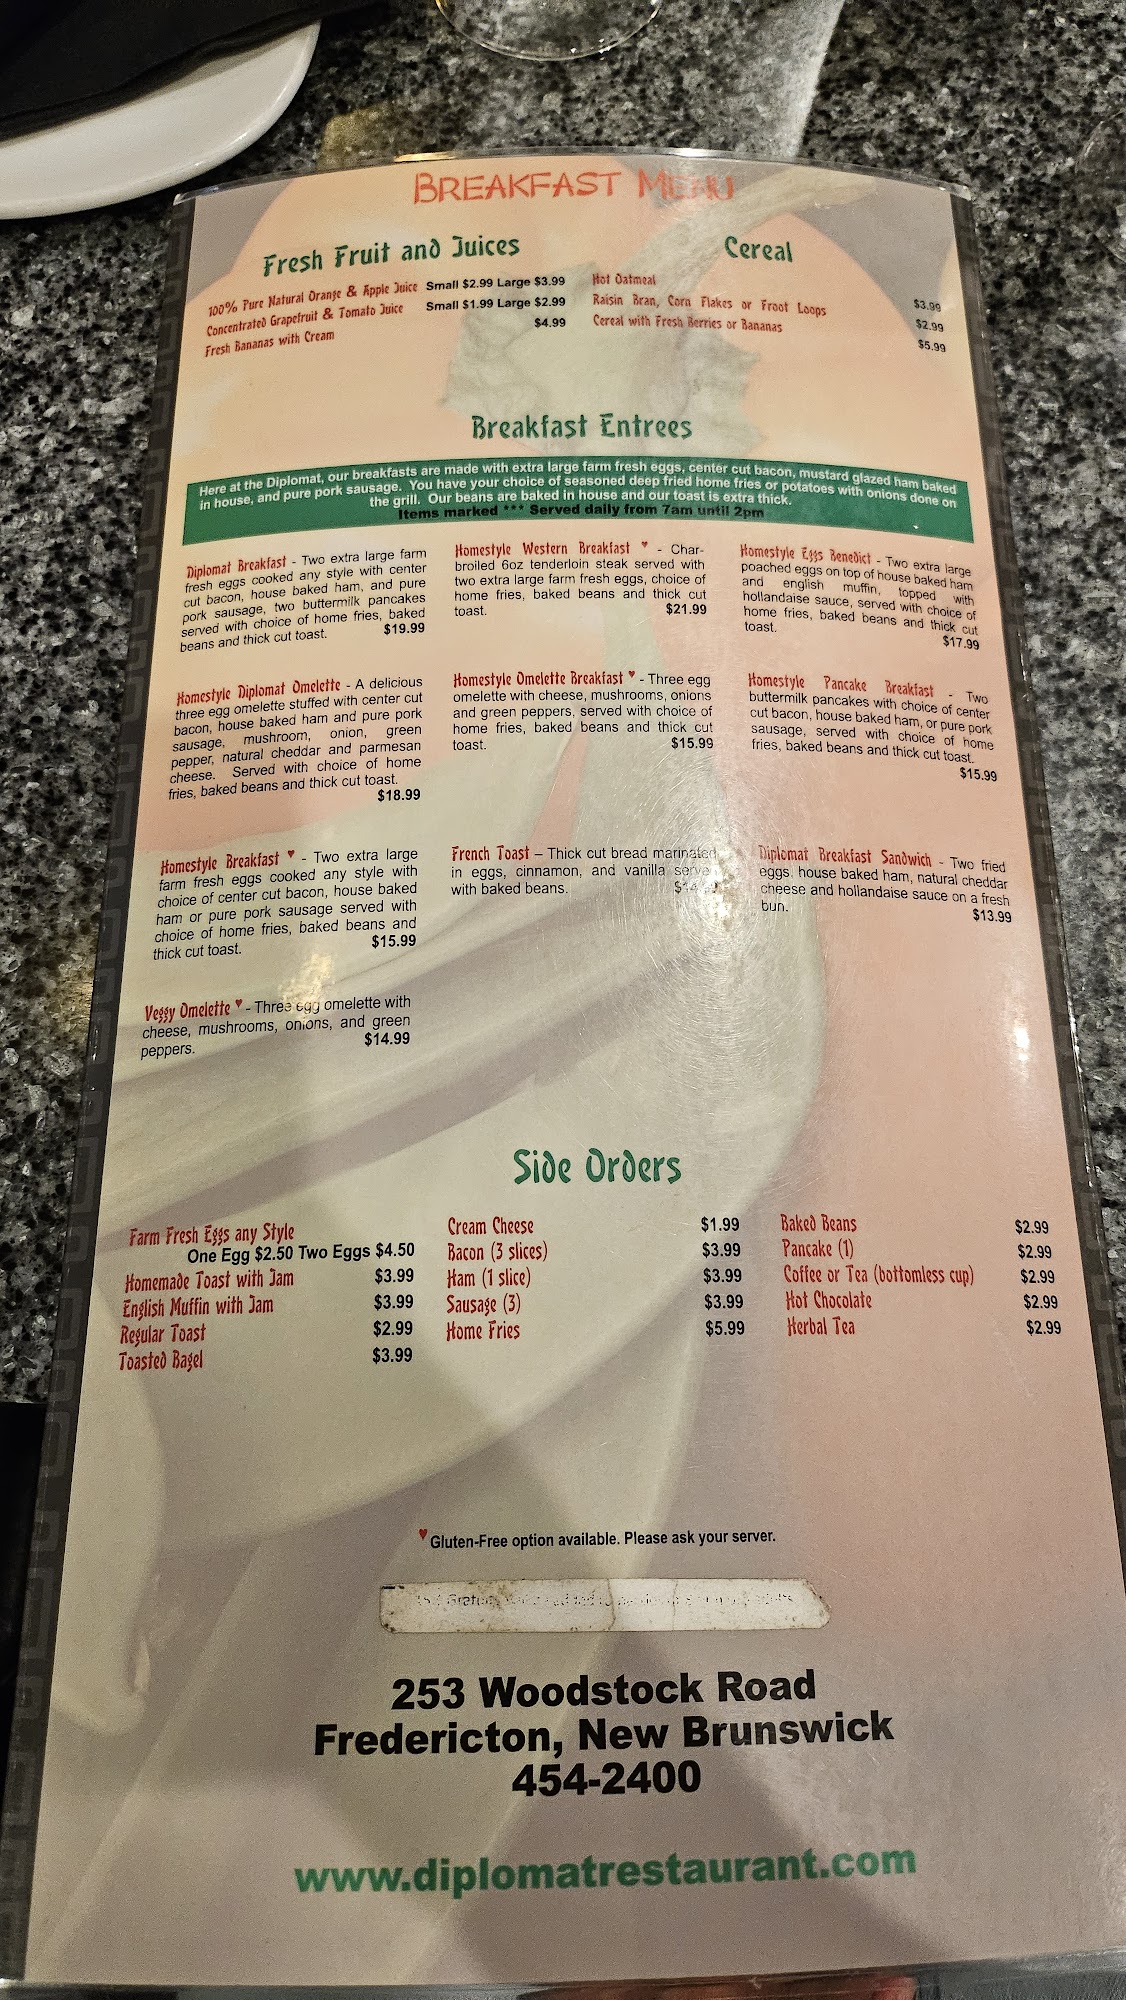 BREAKFAST MENU
Fresh Fruit and Juices
100% Pure Natural Orange & Apple Juice Small $2.99 Large $3.99
Concentrated Grapefruit & Tomato Juice Small $1.99 Large $2.99
Fresh Bananas with Cream $4.99
Cereal
Hot Oatmeal $3.99
Raisin Bran, Corn Flakes or Froot Loops $2.99
Cereal with Fresh Berries or Bananas $5.99
Breakfast Entrees
Here at the Diplomat, our breakfasts are made with extra large farm fresh eggs, center cut bacon, mustard glazed ham baked
in house, and pure pork sausage. You have your choice of seasoned deep fried home fries or potatoes with onions done on
the grill. Our beans are baked in house and our toast is extra thick.
Items marked *** Served daily from 7am until 2pm
Diplomat Breakfast - Two extra large farm
fresh eggs cooked any style with center
cut bacon, house baked ham, and pure
pork sausage, two buttermilk pancakes
served with choice of home fries, baked
beans and thick cut toast. $19.99
Homestyle Western Breakfast ♥ - Char-
broiled 6oz tenderloin steak served with
two extra large farm fresh eggs, choice of
home fries, baked beans and thick cut
toast. $21.99
Homestyle Eggs Benedict - Two extra large
poached eggs on top of house baked ham
and english muffin, topped with
hollandaise sauce, served with choice of
home fries, baked beans and thick cut
toast. $17.99
Homestyle Diplomat Omelette - A delicious
three egg omelette stuffed with center cut
bacon, house baked ham and pure pork
sausage, mushroom, onion, green
pepper, natural cheddar and parmesan
cheese. Served with choice of home
fries, baked beans and thick cut toast.
$18.99
Homestyle Omelette Breakfast ♥ - Three egg
omelette with cheese, mushrooms, onions
and green peppers, served with choice of
home fries, baked beans and thick cut
toast. $15.99
Homestyle Pancake Breakfast - Two
buttermilk pancakes with choice of center
cut bacon, house baked ham, or pure pork
sausage, served with choice of home
fries, baked beans and thick cut toast.
$15.99
Homestyle Breakfast ♥ - Two extra large
farm fresh eggs cooked any style with
choice of center cut bacon, house baked
ham or pure pork sausage served with
choice of home fries, baked beans and
thick cut toast. $15.99
French Toast – Thick cut bread marinated
in eggs, cinnamon, and vanilla
with baked beans.
Diplomat Breakfast Sandwich - Two fried
eggs, house baked ham, natural cheddar
cheese and hollandaise sauce on a fresh
bun. $13.99
Veggy Omelette ♥ - Three egg omelette with
cheese, mushrooms, onions, and green
peppers. $14.99
Side Orders
Farm Fresh Eggs any Style
One Egg $2.50 Two Eggs $4.50
Homemade Toast with Jam $3.99
English Muffin with Jam $3.99
Regular Toast $2.99
Toasted Bagel $3.99
Cream Cheese $1.99
Bacon (3 slices) $3.99
Ham (1 slice) $3.99
Sausage (3) $3.99
Home Fries $5.99
Baked Beans $2.99
Pancake (1) $2.99
Coffee or Tea (bottomless cup) $2.99
Hot Chocolate $2.99
Herbal Tea $2.99
♥ Gluten-Free option available. Please ask your server.
253 Woodstock Road
Fredericton, New Brunswick
454-2400
www.diplomatrestaurant.com